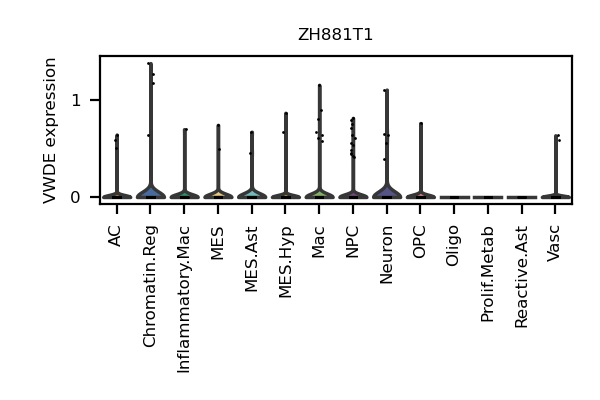 ZH881T1
VWDE expression
1
0
AC
Chromatin.Reg
Inflammatory.Mac
MES
MES.Ast
MES.Hyp
Mac
NPC
Neuron
OPC
Oligo
Prolif.Metab
Reactive.Ast
Vasc